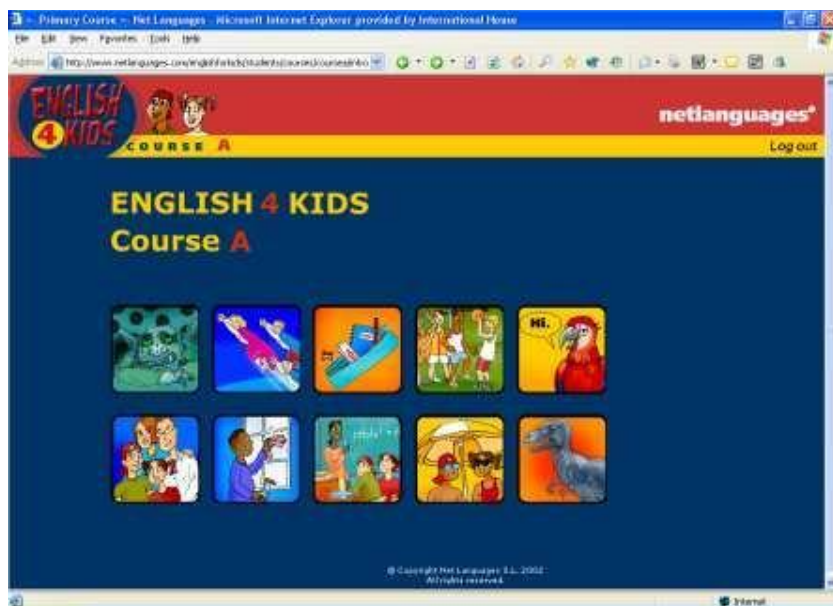 - Primary Course - Net Languages - Microsoft Internet Explorer provided by International House
File Edit View Favorites Tools Help
Address
ENGLISH
4 KIDS
COURSE A
netlanguages
Log out
ENGLISH 4 KIDS
Course A
Hi.
© Copyright Net Languages S.L. 2002
All rights reserved.
Internet